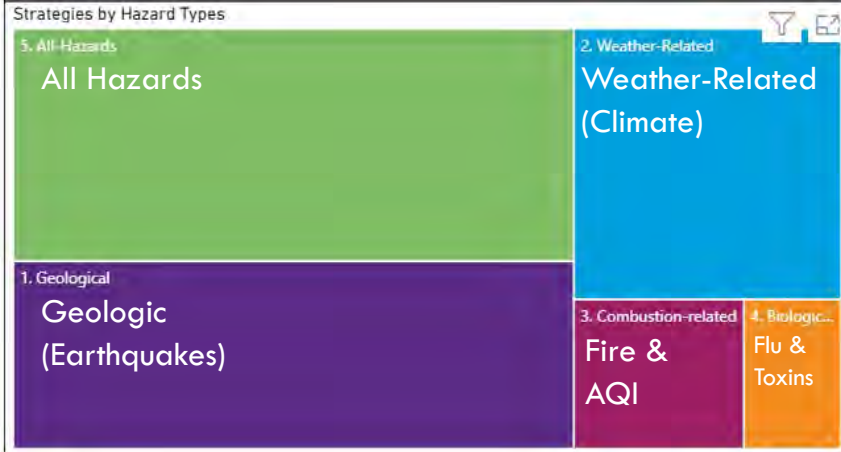 Strategies by Hazard Types
5. All-Hazards
All Hazards
2. Weather-Related
Weather-Related
(Climate)
1. Geological
Geologic
(Earthquakes)
3. Combustion-related
Fire &
AQI
4. Biologic...
Flu &
Toxins